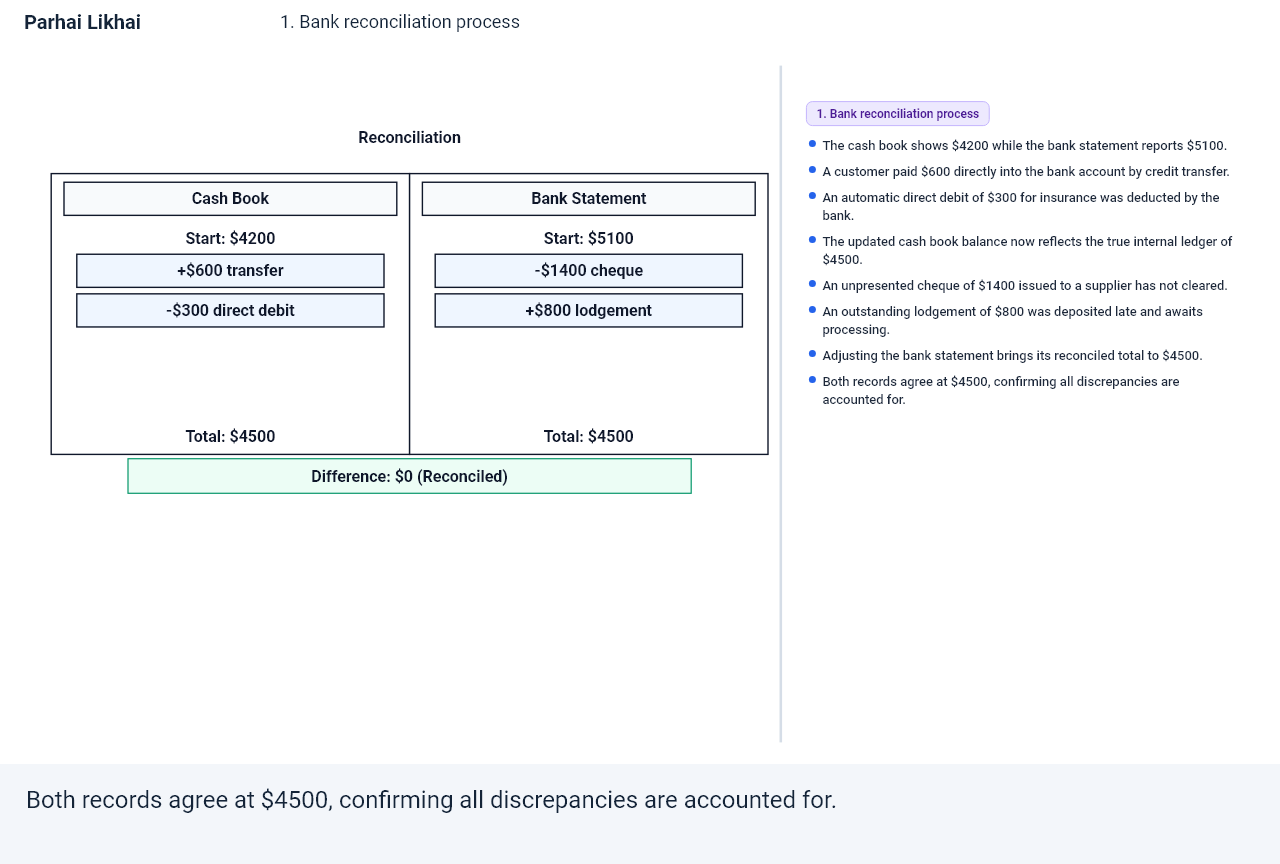 Parhai Likhai
1. Bank reconciliation process
Reconciliation
Cash Book
Start: $4200
+$600 transfer
-$300 direct debit
Total: $4500
Bank Statement
Start: $5100
-$1400 cheque
+$800 lodgement
Total: $4500
Difference: $0 (Reconciled)
1. Bank reconciliation process
The cash book shows $4200 while the bank statement reports $5100.
A customer paid $600 directly into the bank account by credit transfer.
An automatic direct debit of $300 for insurance was deducted by the
bank.
The updated cash book balance now reflects the true internal ledger of
$4500.
An unpresented cheque of $1400 issued to a supplier has not cleared.
An outstanding lodgement of $800 was deposited late and awaits
processing.
Adjusting the bank statement brings its reconciled total to $4500.
Both records agree at $4500, confirming all discrepancies are
accounted for.
Both records agree at $4500, confirming all discrepancies are accounted for.